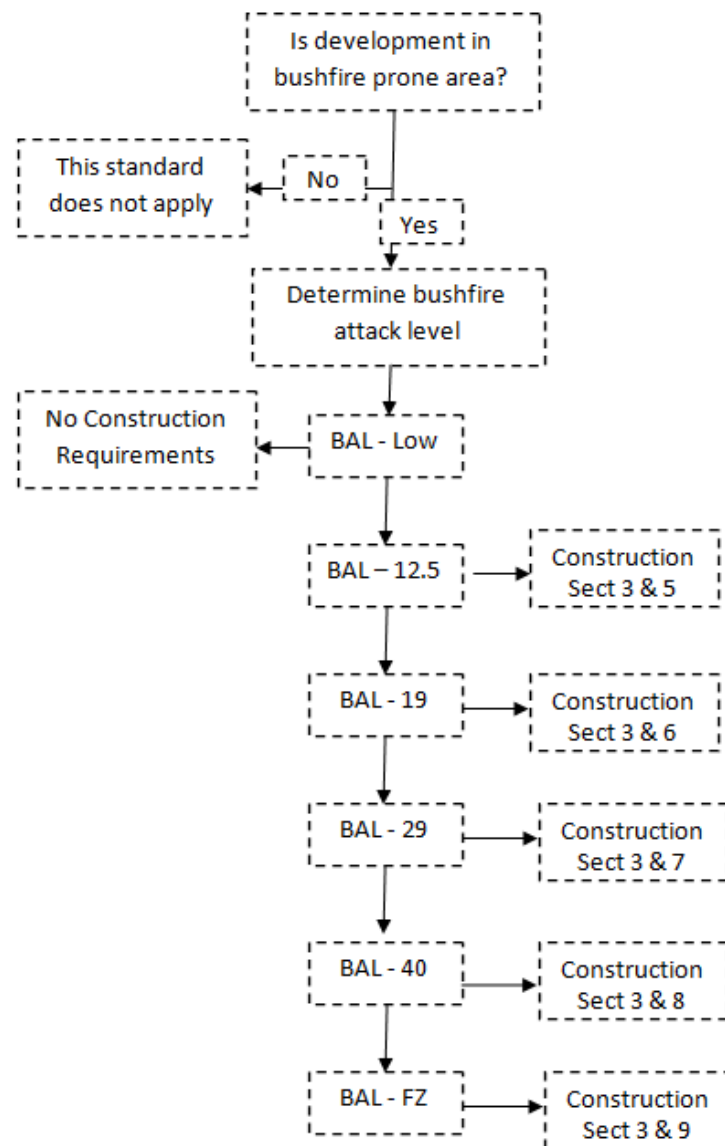 Is development in
bushfire prone area?
This standard
does not apply
No
Yes
Determine bushfire
attack level
No Construction
Requirements
BAL - Low
BAL – 12.5
Construction
Sect 3 & 5
BAL - 19
Construction
Sect 3 & 6
BAL - 29
Construction
Sect 3 & 7
BAL - 40
Construction
Sect 3 & 8
BAL - FZ
Construction
Sect 3 & 9